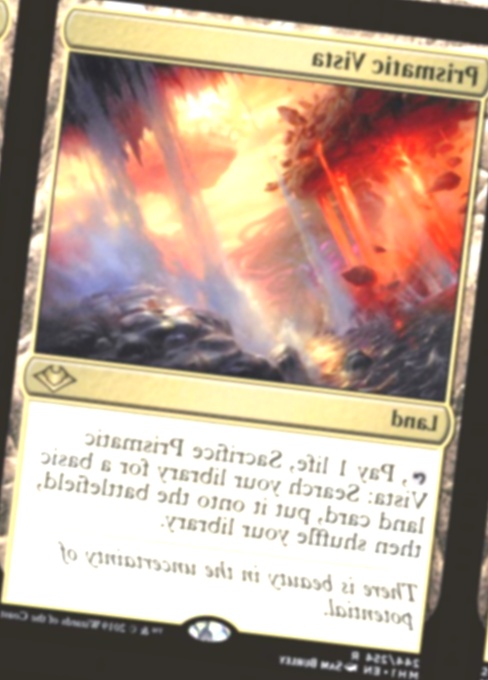 Prismatic Vista
Land
, Pay 1 life, Sacrifice Prismatic
Vista: Search your library for a basic
land card, put it onto the battlefield,
then shuffle your library.
There is beauty in the uncertainty of
potential.
244/254 R
MH1 • EN SAM BURLEY
™ & © 2019 Wizards of the Coast